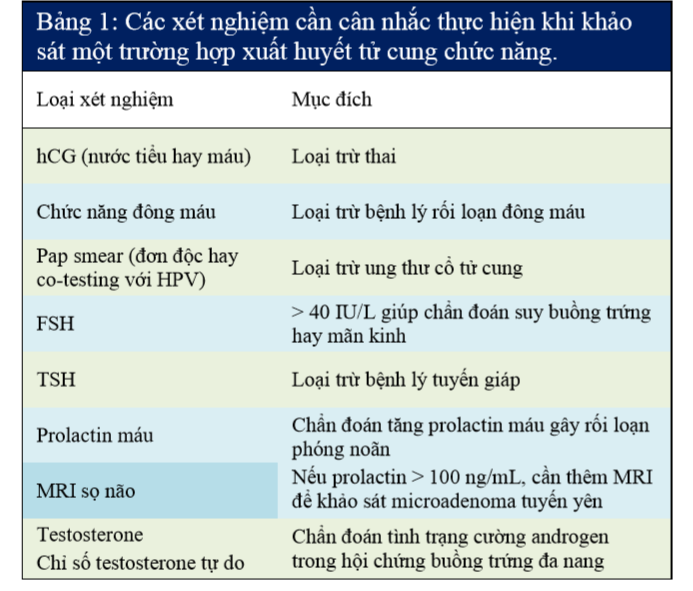 Bảng 1: Các xét nghiệm cần cân nhắc thực hiện khi khảo
sát một trường hợp xuất huyết tử cung chức năng.
Loại xét nghiệm
Mục đích
hCG (nước tiểu hay máu)
Loại trừ thai
Chức năng đông máu
Loại trừ bệnh lý rối loạn đông máu
Pap smear (đơn độc hay
co-testing với HPV)
Loại trừ ung thư cổ tử cung
FSH
> 40 IU/L giúp chẩn đoán suy buồng trứng
hay mãn kinh
TSH
Loại trừ bệnh lý tuyến giáp
Prolactin máu
Chẩn đoán tăng prolactin máu gây rối loạn
phóng noãn
MRI sọ não
Nếu prolactin > 100 ng/mL, cần thêm MRI
để khảo sát microadenoma tuyến yên
Testosterone
Chỉ số testosterone tự do
Chẩn đoán tình trạng cường androgen
trong hội chứng buồng trứng đa nang